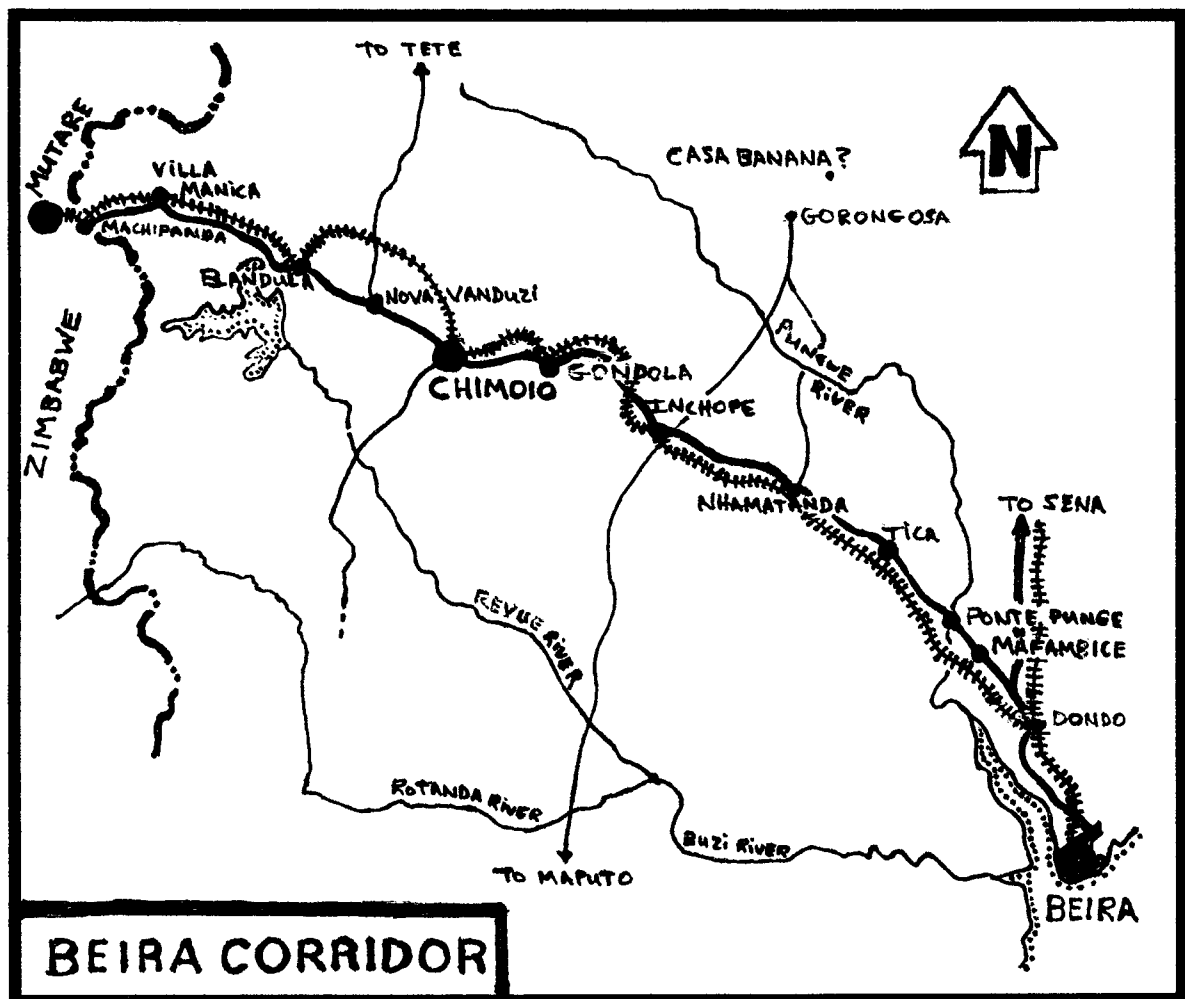 TO TETE
N
MUTARE
CASA BANANA?
VILLA
MANICA
GORONGOSA
MACHIPANDA
BANDULA
NOVA-VANDUZI
PUNGWE
RIVER
ZIMBABWE
CHIMOIO
GONDOLA
INCHOPE
NHAMATANDA
TO SENA
TICA
REVUE RIVER
PONTE PUNGE
MAFAMBICE
DONDO
ROTANDA RIVER
BUZI RIVER
TO MAPUTO
BEIRA
BEIRA CORRIDOR